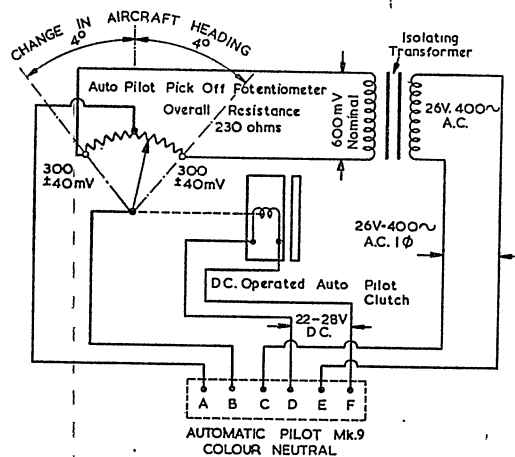 CHANGE IN AIRCRAFT HEADING
4° 4°
Isolating
Transformer
Auto Pilot Pick Off Potentiometer
Overall Resistance
230 ohms
600mV
Nominal
26V. 400~
A.C.
300
±40mV
300
±40mV
26V-400~
A.C. 1Φ
D.C. Operated Auto Pilot
Clutch
22-28V
D.C.
A B C D E F
AUTOMATIC PILOT Mk.9
COLOUR NEUTRAL